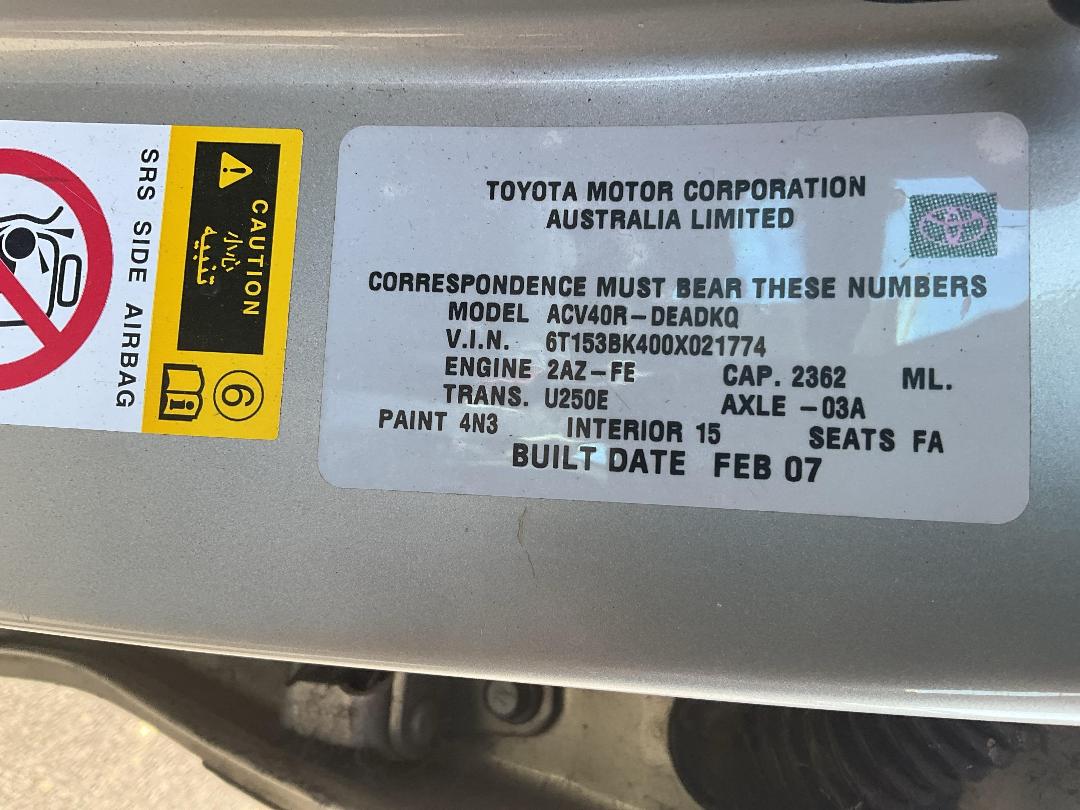 TOYOTA MOTOR CORPORATION
AUSTRALIA LIMITED
CORRESPONDENCE MUST BEAR THESE NUMBERS
MODEL ACV40R-DEADKQ
V.I.N. 6T153BK400X021774
ENGINE 2AZ-FE CAP. 2362 ML.
TRANS. U250E AXLE -03A
PAINT 4N3 INTERIOR 15 SEATS FA
BUILT DATE FEB 07
CAUTION
تنبيه
6
SRS SIDE AIRBAG